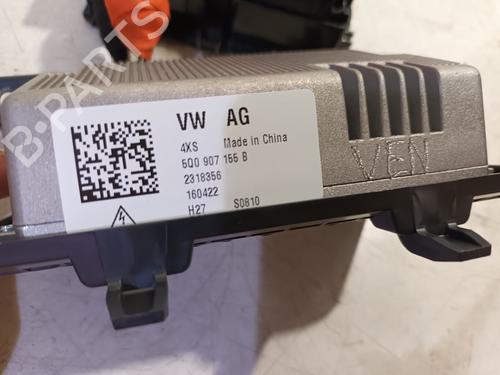 B-PARTS
VW AG
4XS Made in China
5Q0 907 155 B
2318356
160422
H27 S0810
VEN